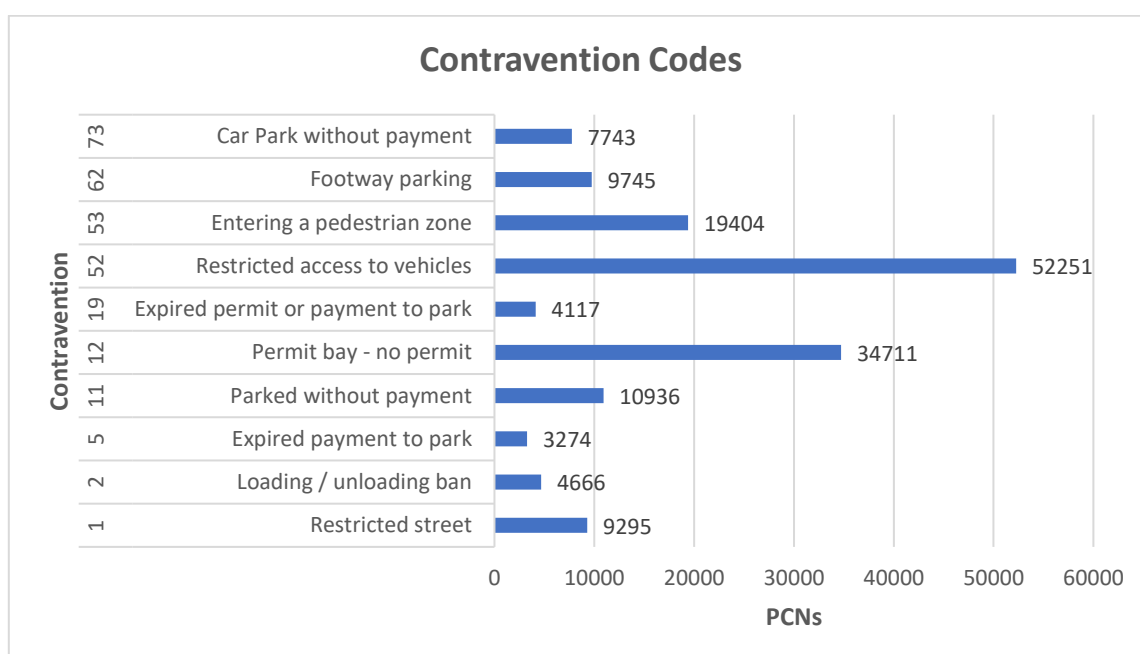 Contravention Codes
Contravention
73 Car Park without payment 7743
62 Footway parking 9745
53 Entering a pedestrian zone 19404
52 Restricted access to vehicles 52251
19 Expired permit or payment to park 4117
12 Permit bay - no permit 34711
11 Parked without payment 10936
5 Expired payment to park 3274
2 Loading / unloading ban 4666
1 Restricted street 9295
0 10000 20000 30000 40000 50000 60000
PCNs